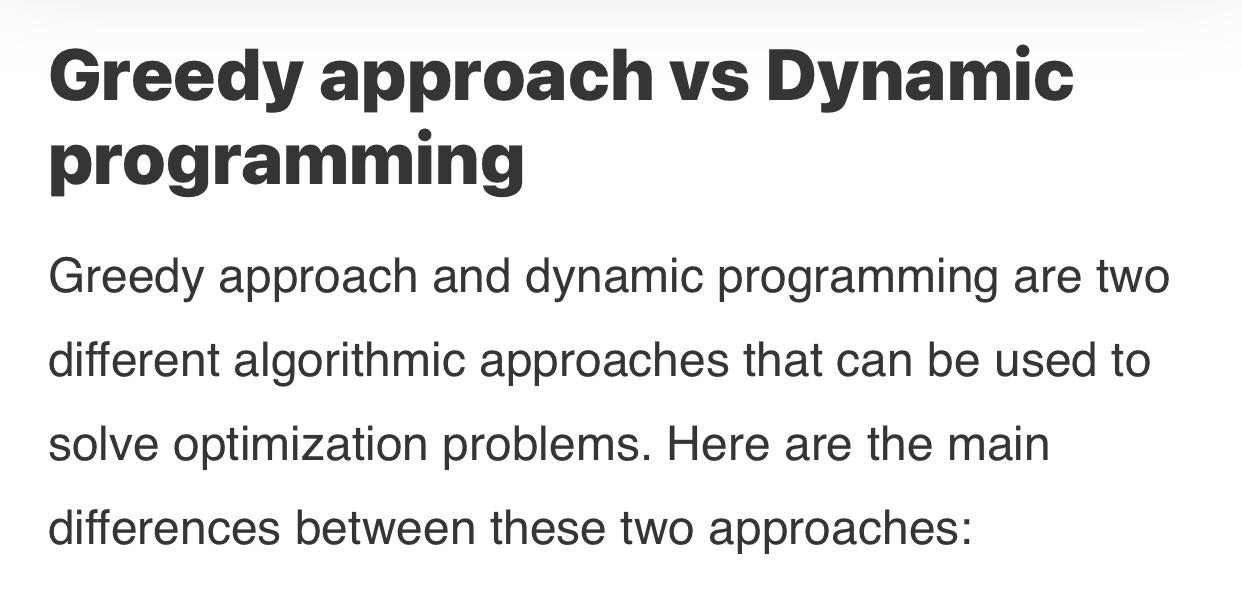 Greedy approach vs Dynamic
programming
Greedy approach and dynamic programming are two
different algorithmic approaches that can be used to
solve optimization problems. Here are the main
differences between these two approaches: